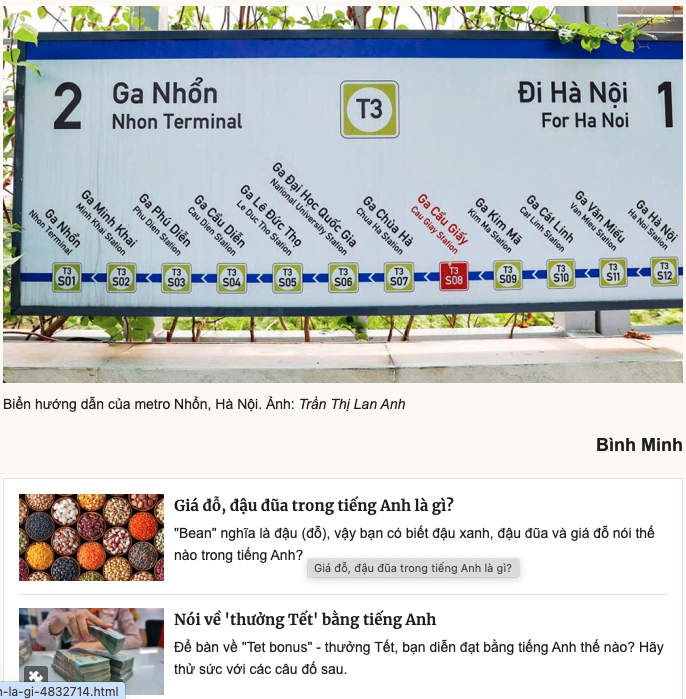 2
Ga Nhổn
Nhon Terminal
T3
Đi Hà Nội
For Ha Noi
1
Ga Nhổn
Nhon Terminal
Ga Minh Khai
Minh Khai Station
Ga Phú Diễn
Phu Dien Station
Ga Cầu Diễn
Cau Dien Station
Ga Lê Đức Thọ
Le Duc Tho Station
Ga Đại Học Quốc Gia
National University Station
Ga Chùa Hà
Chua Ha Station
Ga Cầu Giấy
Cau Giay Station
Ga Kim Mã
Kim Ma Station
Ga Cát Linh
Cat Linh Station
Ga Văn Miếu
Van Mieu Station
Ga Hà Nội
Ha Noi Station
T3 S01
T3 S02
T3 S03
T3 S04
T3 S05
T3 S06
T3 S07
T3 S08
T3 S09
T3 S10
T3 S11
T3 S12
Biển hướng dẫn của metro Nhổn, Hà Nội. Ảnh: Trần Thị Lan Anh
Bình Minh
Giá đỗ, đậu đũa trong tiếng Anh là gì?
"Bean" nghĩa là đậu (đỗ), vậy bạn có biết đậu xanh, đậu đũa và giá đỗ nói thế
nào trong tiếng Anh?
Giá đỗ, đậu đũa trong tiếng Anh là gì?
Nói về 'thưởng Tết' bằng tiếng Anh
Để bàn về "Tet bonus" - thưởng Tết, bạn diễn đạt bằng tiếng Anh thế nào? Hãy
thử sức với các câu đố sau.
-la-gi-4832714.html